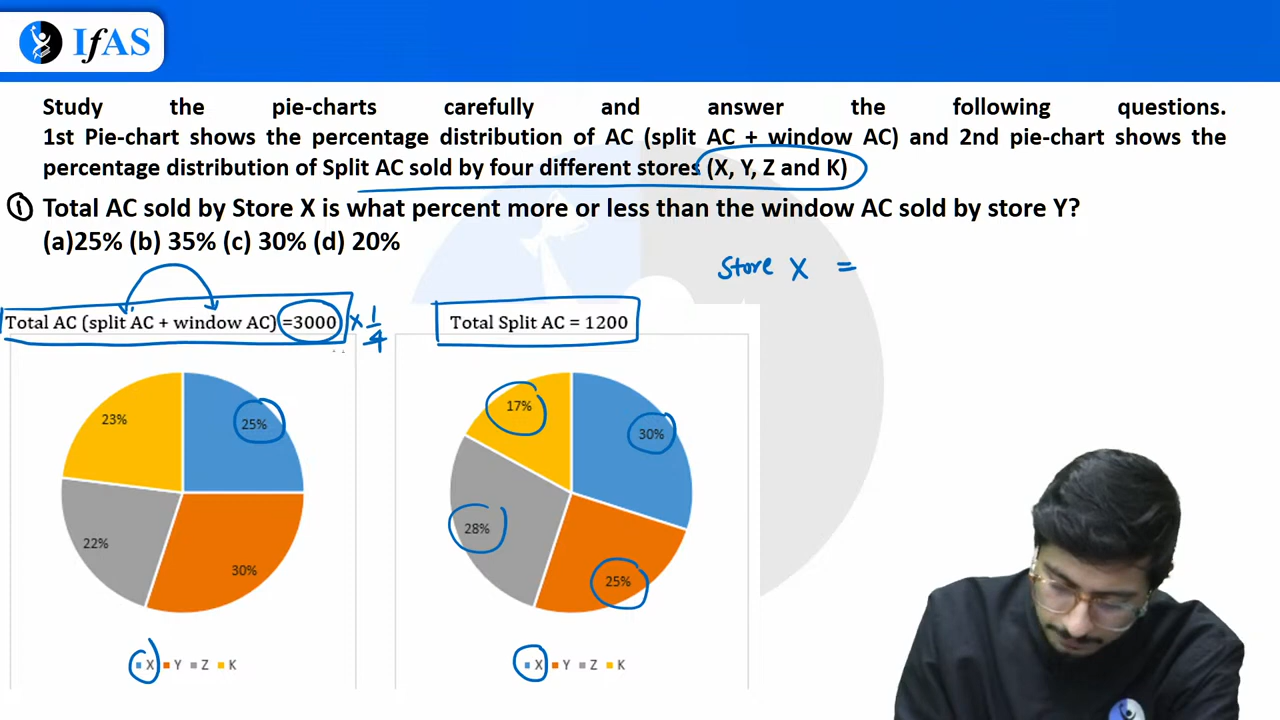 IfAS
Study the pie-charts carefully and answer the following questions.
1st Pie-chart shows the percentage distribution of AC (split AC + window AC) and 2nd pie-chart shows the
percentage distribution of Split AC sold by four different stores (X, Y, Z and K)
① Total AC sold by Store X is what percent more or less than the window AC sold by store Y?
(a)25% (b) 35% (c) 30% (d) 20%
Store X =
Total AC (split AC + window AC) =3000 × 1/4
Total Split AC = 1200
23%
25%
22%
30%
X Y Z K
17%
30%
28%
25%
X Y Z K